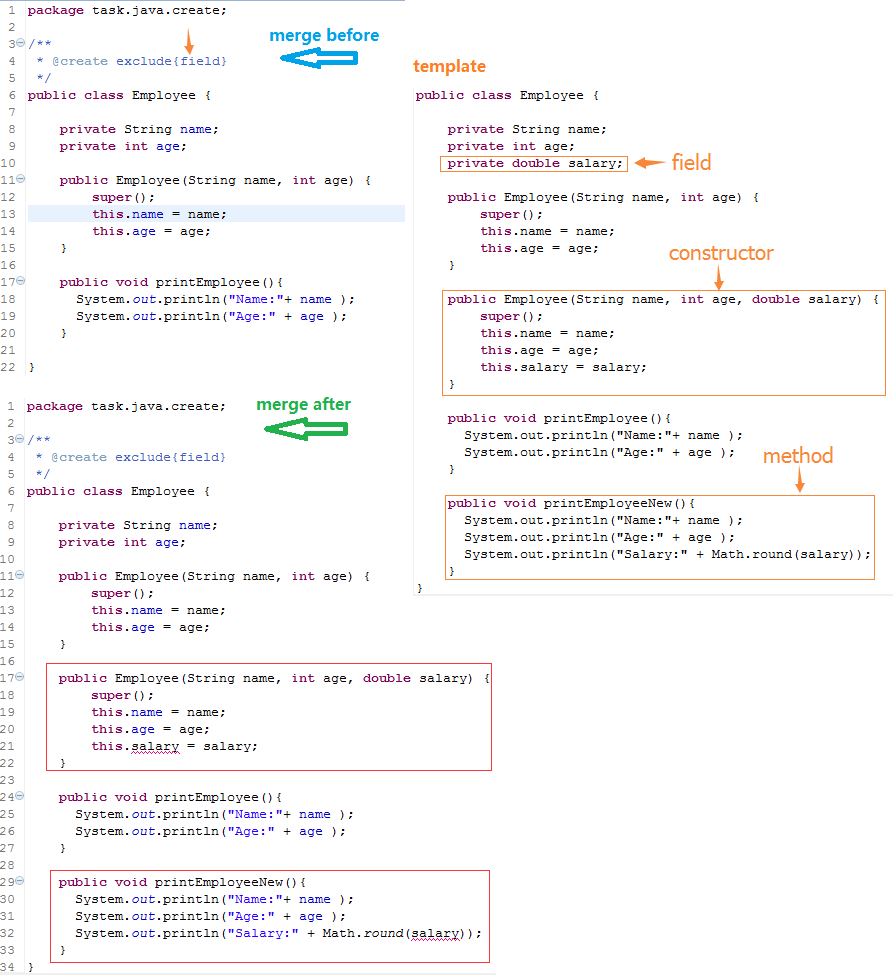 1 package task.java.create;
2
3 /**
4  * @create exclude{field}
5  */
6 public class Employee {
7
8     private String name;
9     private int age;
10
11     public Employee(String name, int age) {
12         super();
13         this.name = name;
14         this.age = age;
15     }
16
17     public void printEmployee(){
18       System.out.println("Name:"+ name );
19       System.out.println("Age:" + age );
20     }
21
22 }
merge before
template
public class Employee {
    private String name;
    private int age;
    private double salary;
field
    public Employee(String name, int age) {
        super();
        this.name = name;
        this.age = age;
    }
constructor
    public Employee(String name, int age, double salary) {
        super();
        this.name = name;
        this.age = age;
        this.salary = salary;
    }
    public void printEmployee(){
      System.out.println("Name:"+ name );
      System.out.println("Age:" + age );
    }
method
    public void printEmployeeNew(){
      System.out.println("Name:"+ name );
      System.out.println("Age:" + age );
      System.out.println("Salary:" + Math.round(salary));
    }
}
merge after
1 package task.java.create;
2
3 /**
4  * @create exclude{field}
5  */
6 public class Employee {
7
8     private String name;
9     private int age;
10
11     public Employee(String name, int age) {
12         super();
13         this.name = name;
14         this.age = age;
15     }
16
17     public Employee(String name, int age, double salary) {
18         super();
19         this.name = name;
20         this.age = age;
21         this.salary = salary;
22     }
23
24     public void printEmployee(){
25       System.out.println("Name:"+ name );
26       System.out.println("Age:" + age );
27     }
28
29     public void printEmployeeNew(){
30       System.out.println("Name:"+ name );
31       System.out.println("Age:" + age );
32       System.out.println("Salary:" + Math.round(salary));
33     }
34 }